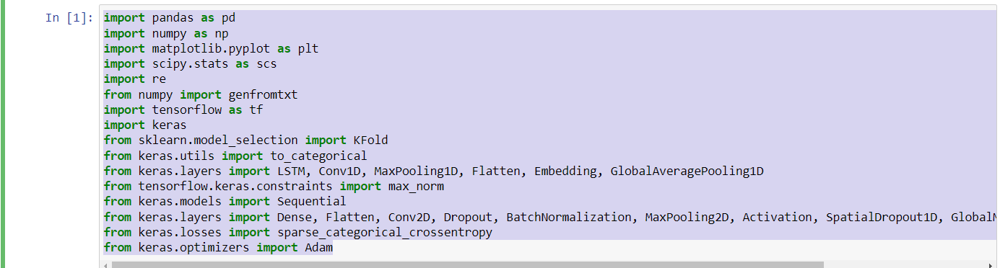 In [1]:
import pandas as pd
import numpy as np
import matplotlib.pyplot as plt
import scipy.stats as scs
import re
from numpy import genfromtxt
import tensorflow as tf
import keras
from sklearn.model_selection import KFold
from keras.utils import to_categorical
from keras.layers import LSTM, Conv1D, MaxPooling1D, Flatten, Embedding, GlobalAveragePooling1D
from tensorflow.keras.constraints import max_norm
from keras.models import Sequential
from keras.layers import Dense, Flatten, Conv2D, Dropout, BatchNormalization, MaxPooling2D, Activation, SpatialDropout1D,
from keras.losses import sparse_categorical_crossentropy
from keras.optimizers import Adam